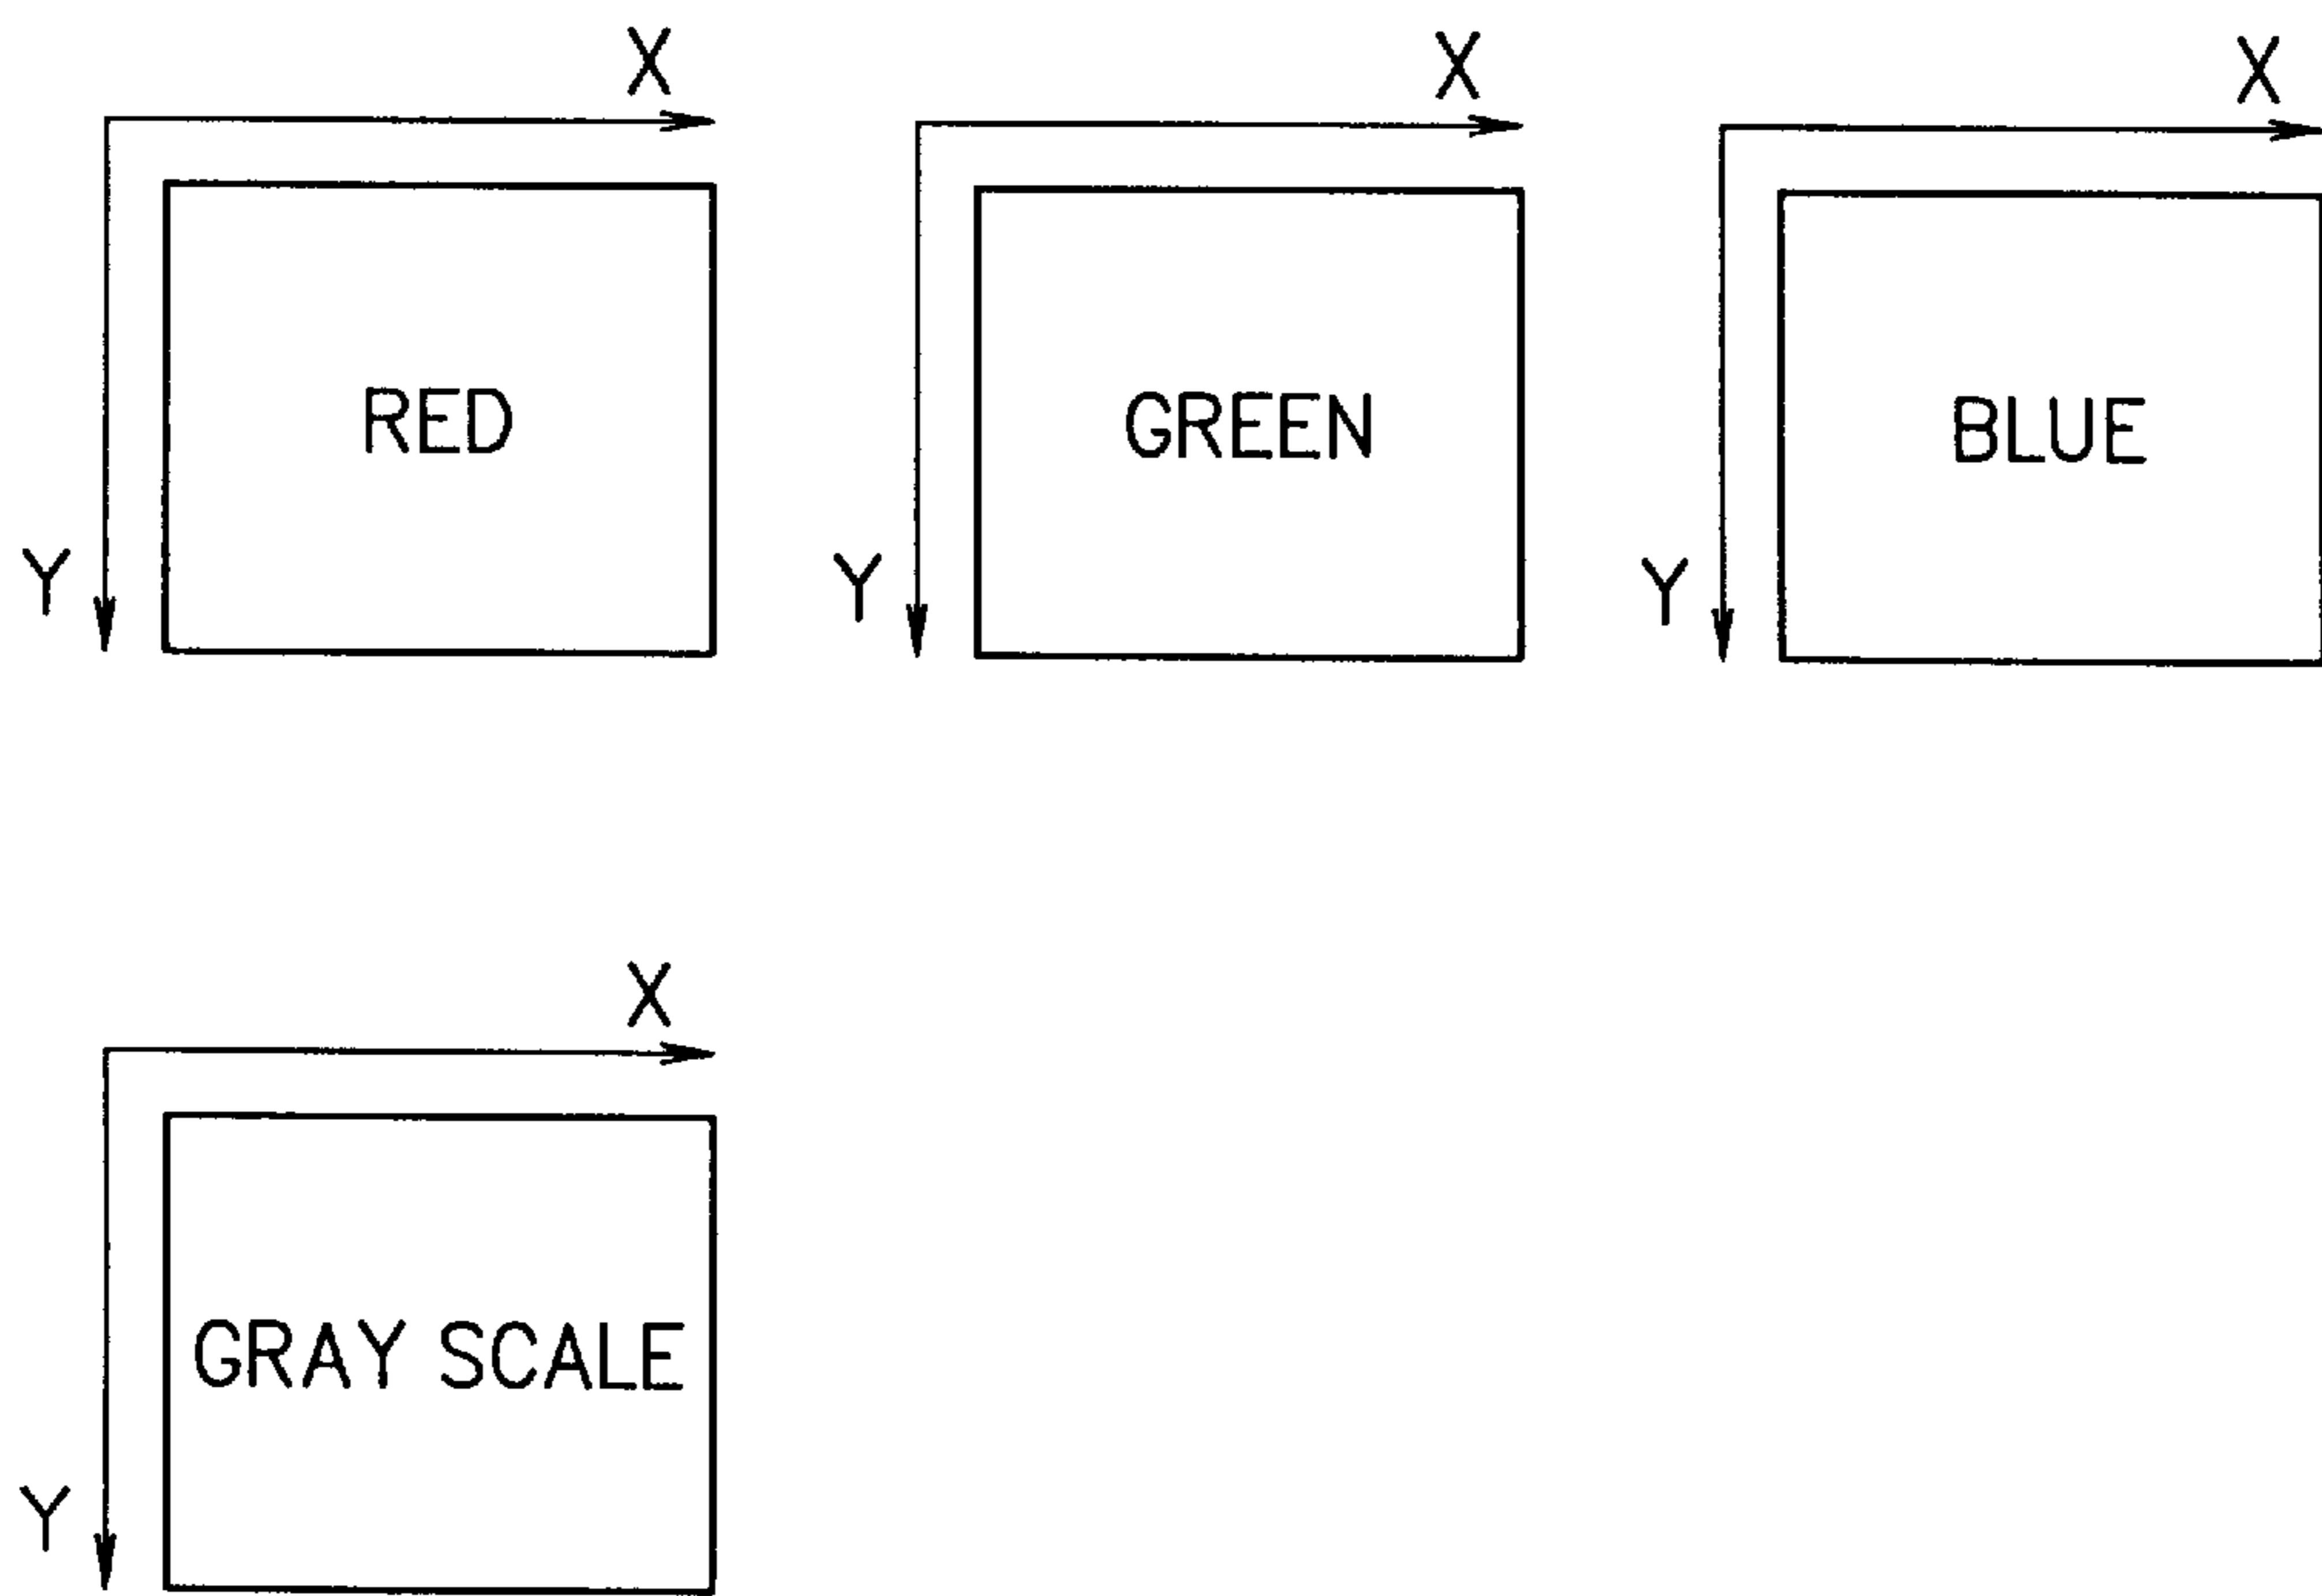 X X X
RED GREEN BLUE
Y Y Y
X
GRAY SCALE
Y